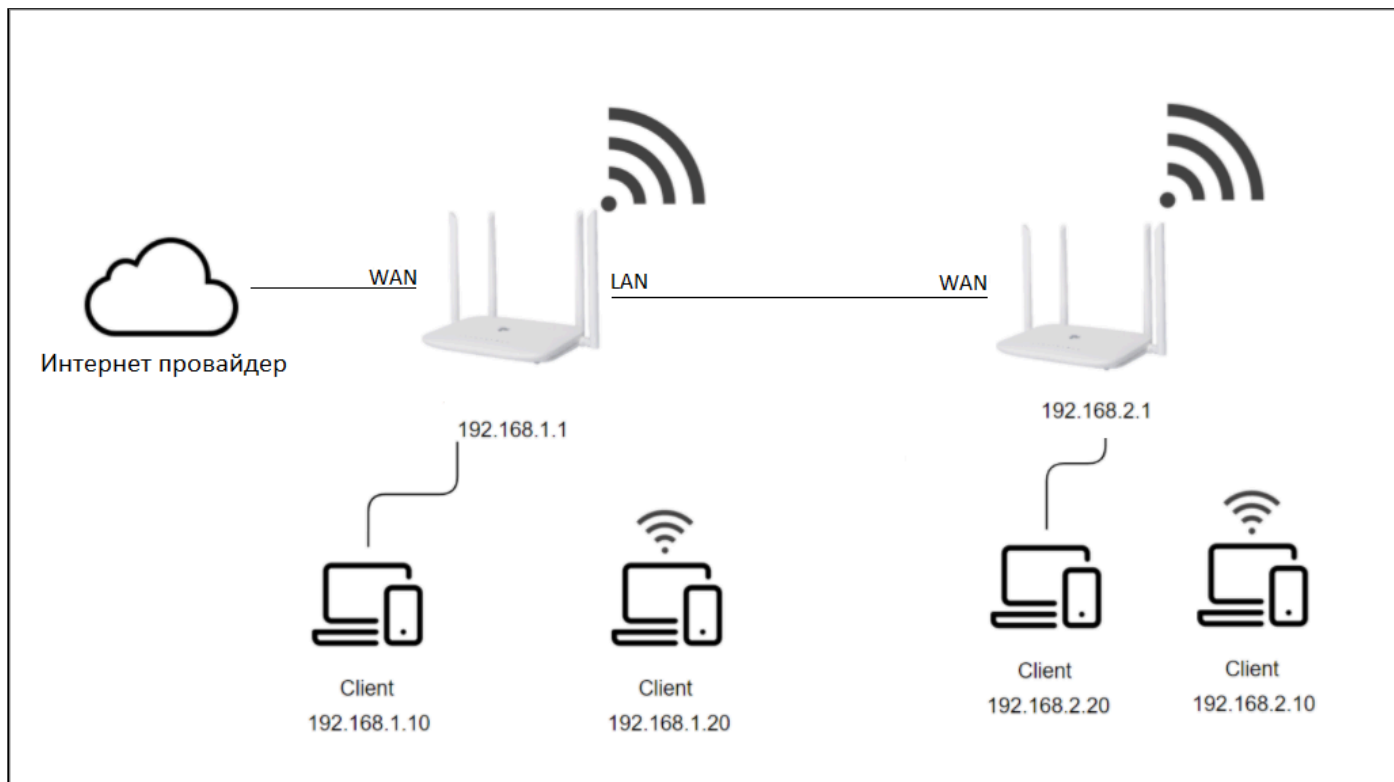 WAN
LAN
WAN
Интернет провайдер
192.168.1.1
192.168.2.1
Client
192.168.1.10
Client
192.168.1.20
Client
192.168.2.20
Client
192.168.2.10